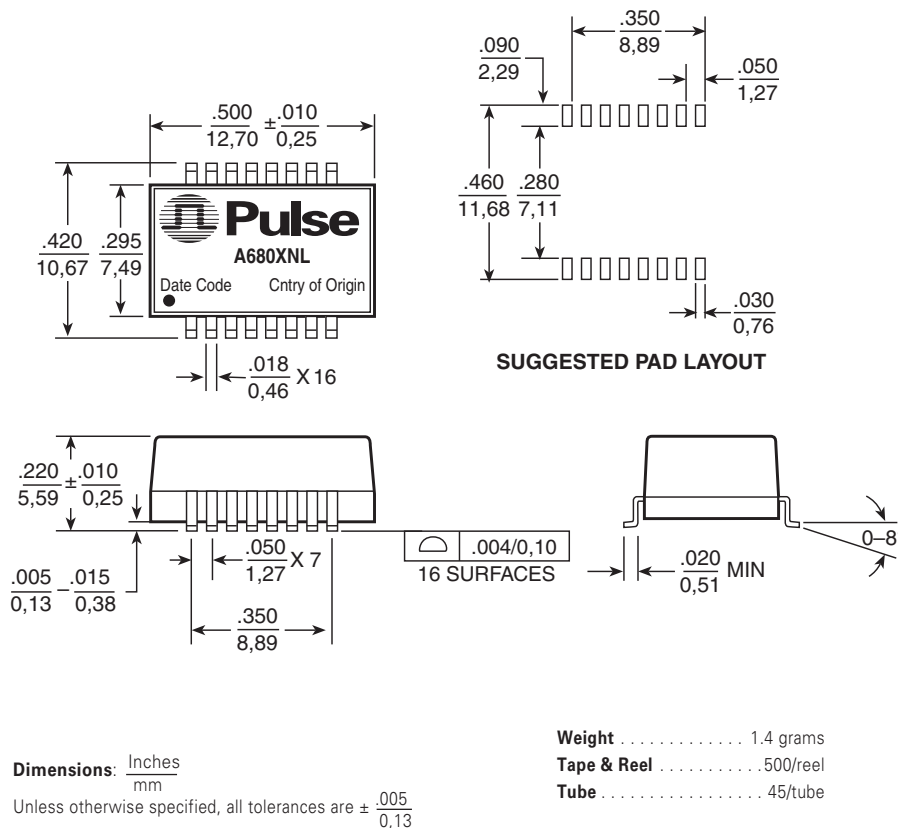 .350
8,89
.090
2,29
.050
1,27
.500 ± .010
12,70 0,25
.420
10,67
.295
7,49
Pulse
A680XNL
Date Code Cntry of Origin
.018 X 16
0,46
.460
11,68
.280
7,11
.030
0,76
SUGGESTED PAD LAYOUT
.220 ± .010
5,59 0,25
.005 – .015
0,13 0,38
.050 X 7
1,27
.350
8,89
.004/0,10
16 SURFACES
.020 MIN
0,51
0–8
Dimensions: Inches
mm
Unless otherwise specified, all tolerances are ± .005
0,13
Weight . . . . . . . . . . . . . 1.4 grams
Tape & Reel . . . . . . . . . . . 500/reel
Tube . . . . . . . . . . . . . . . . . 45/tube